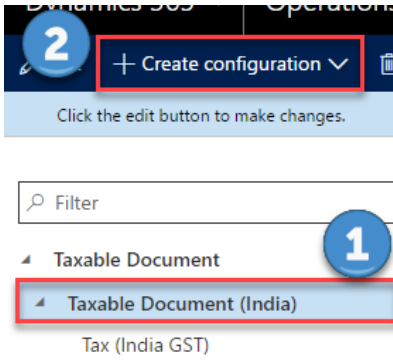 Dynamics 365 Operations
2
+ Create configuration
Click the edit button to make changes.
Filter
1
Taxable Document
Taxable Document (India)
Tax (India GST)